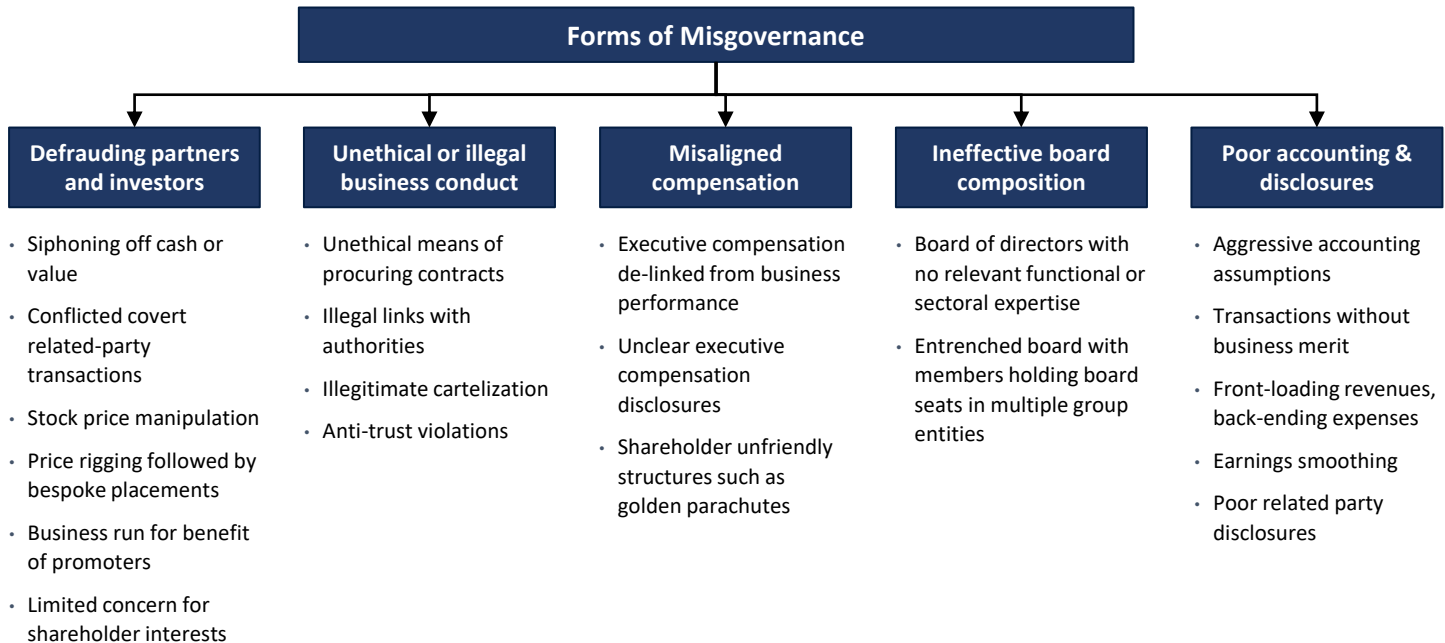 Forms of Misgovernance
Defrauding partners
and investors
• Siphoning off cash or
value
• Conflicted covert
related-party
transactions
• Stock price manipulation
• Price rigging followed by
bespoke placements
• Business run for benefit
of promoters
• Limited concern for
shareholder interests
Unethical or illegal
business conduct
• Unethical means of
procuring contracts
• Illegal links with
authorities
• Illegitimate cartelization
• Anti-trust violations
Misaligned
compensation
• Executive compensation
de-linked from business
performance
• Unclear executive
compensation
disclosures
• Shareholder unfriendly
structures such as
golden parachutes
Ineffective board
composition
• Board of directors with
no relevant functional or
sectoral expertise
• Entrenched board with
members holding board
seats in multiple group
entities
Poor accounting &
disclosures
• Aggressive accounting
assumptions
• Transactions without
business merit
• Front-loading revenues,
back-ending expenses
• Earnings smoothing
• Poor related party
disclosures